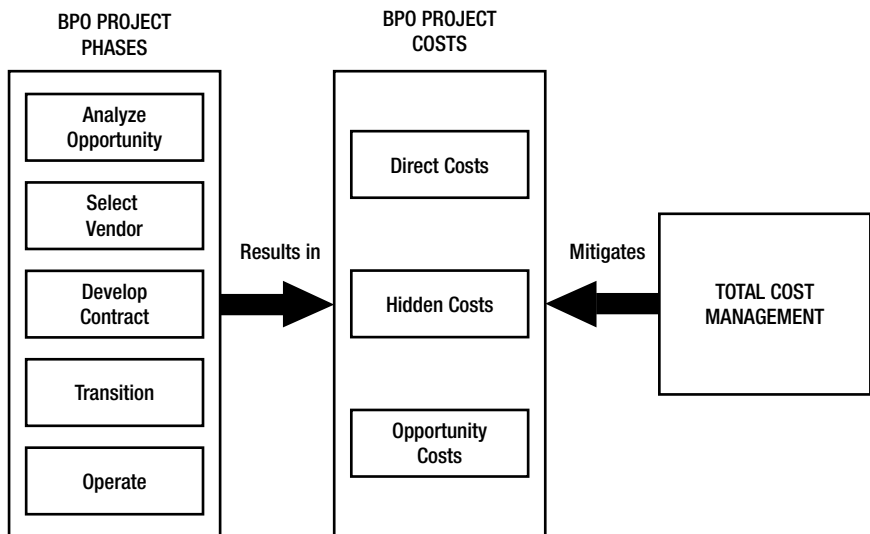 BPO PROJECT
PHASES
Analyze
Opportunity
Select
Vendor
Develop
Contract
Transition
Operate
Results in
BPO PROJECT
COSTS
Direct Costs
Hidden Costs
Opportunity
Costs
Mitigates
TOTAL COST
MANAGEMENT